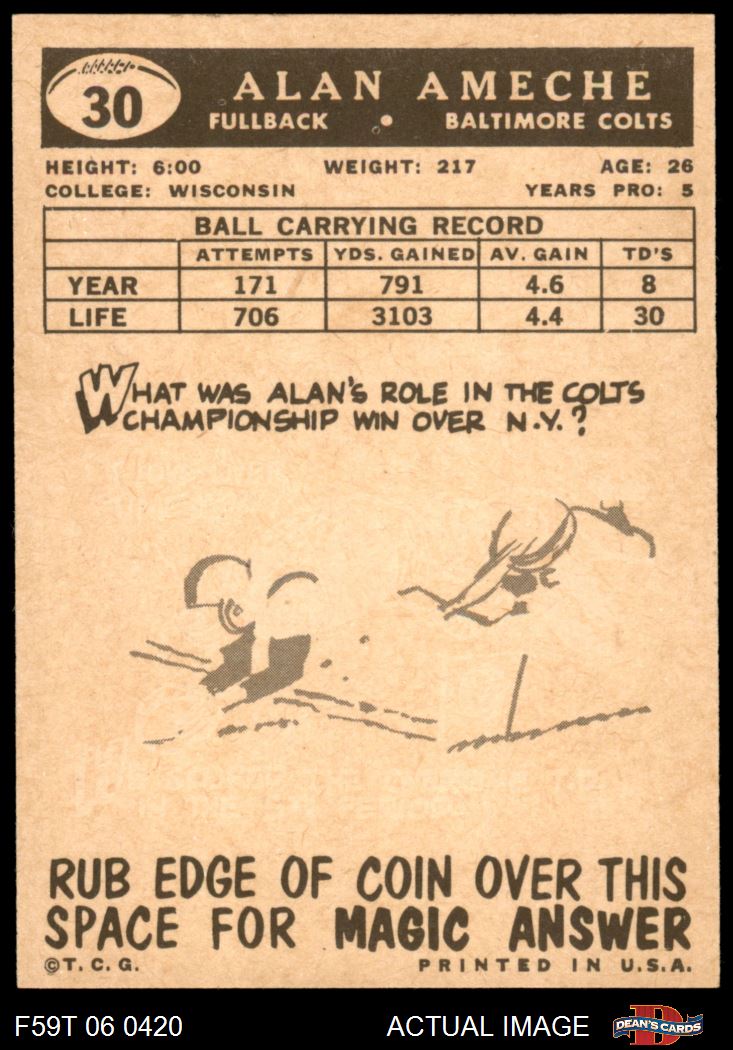 30
ALAN AMECHE
FULLBACK • BALTIMORE COLTS
HEIGHT: 6:00 WEIGHT: 217 AGE: 26
COLLEGE: WISCONSIN YEARS PRO: 5
BALL CARRYING RECORD
ATTEMPTS YDS. GAINED AV. GAIN TD'S
YEAR 171 791 4.6 8
LIFE 706 3103 4.4 30
WHAT WAS ALAN'S ROLE IN THE COLTS
CHAMPIONSHIP WIN OVER N.Y.?
RUB EDGE OF COIN OVER THIS
SPACE FOR MAGIC ANSWER
©T.C.G. PRINTED IN U.S.A.
F59T 06 0420 ACTUAL IMAGE D DEAN'S CARDS